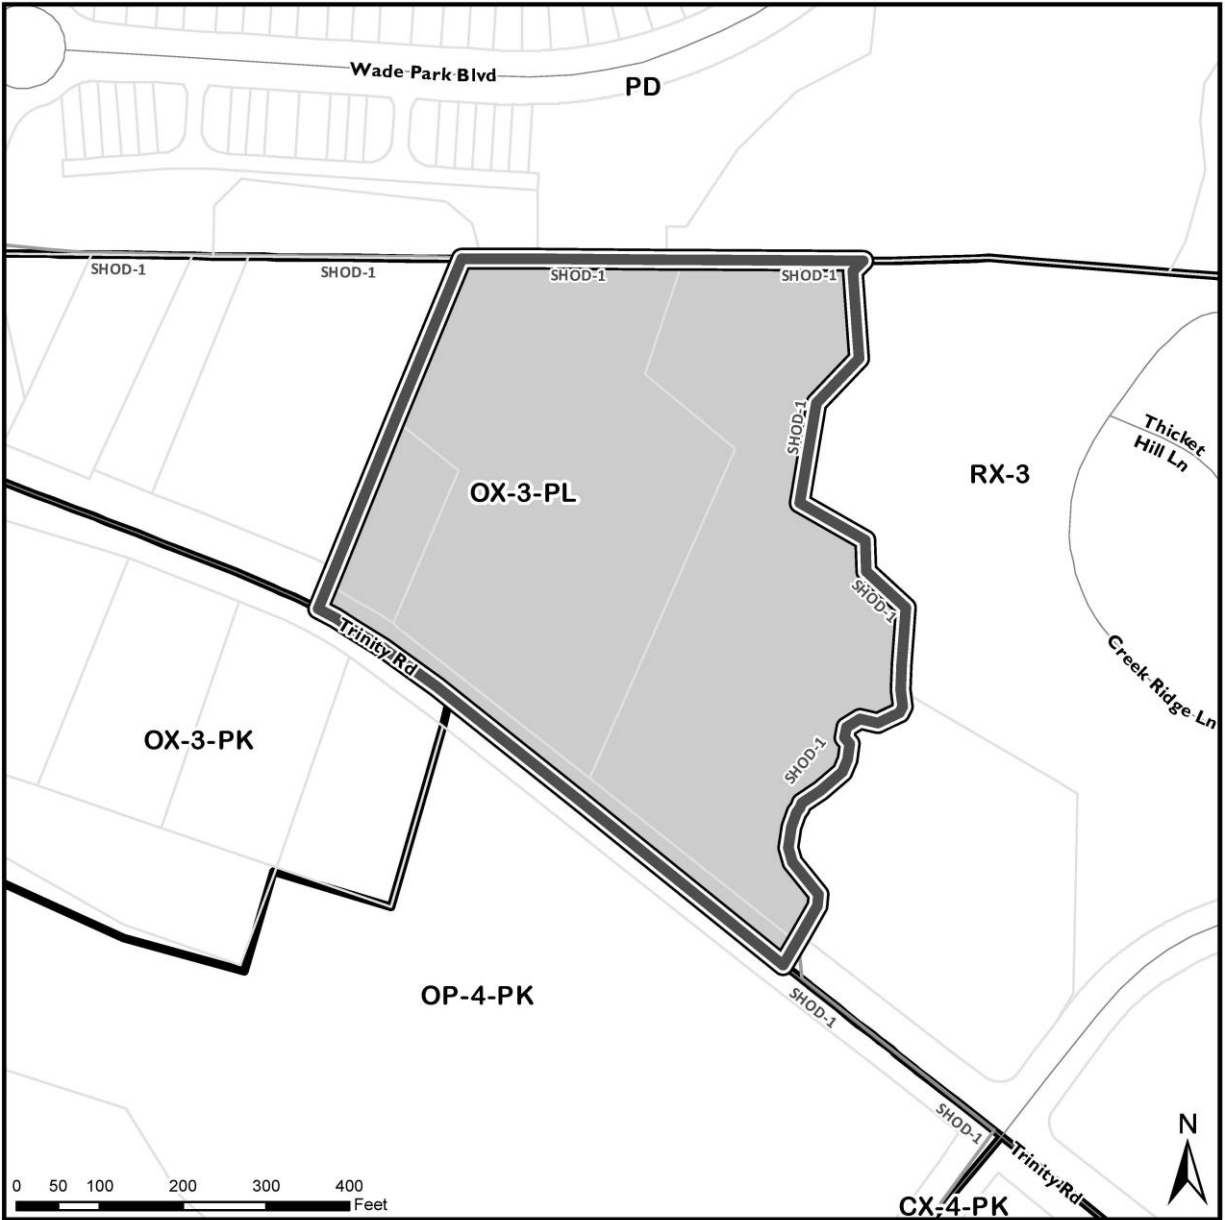 Wade Park Blvd
PD
SHOD-1
SHOD-1
SHOD-1
SHOD-1
SHOD-1
Thicket
Hill Ln
RX-3
OX-3-PL
SHOD-1
Trinity Rd
Creek Ridge Ln
OX-3-PK
SHOD-1
OP-4-PK
SHOD-1
SHOD-1
N
Trinity Rd
0 50 100 200 300 400
Feet
CX-4-PK